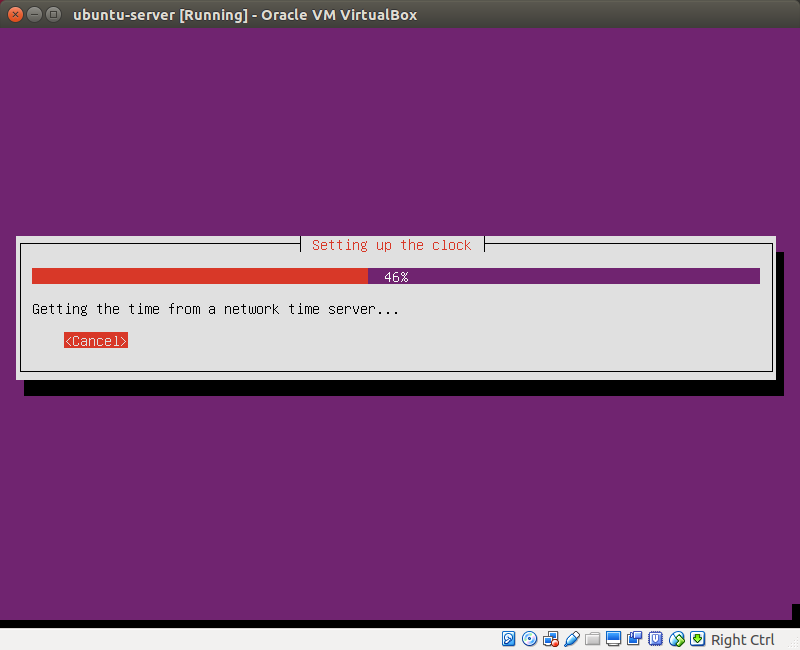 ubuntu-server [Running] - Oracle VM VirtualBox
Setting up the clock
46%
Getting the time from a network time server...
<Cancel>
Right Ctrl